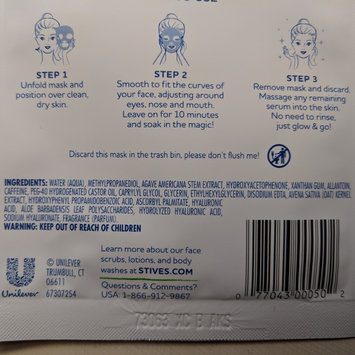 STEP 1
Unfold mask and
position over clean,
dry skin.
STEP 2
Smooth to fit the curves of
your face, adjusting around
eyes, nose and mouth.
Leave on for 10 minutes
and soak in the magic!
STEP 3
Remove mask and discard.
Massage any remaining
serum into the skin.
No need to rinse,
just glow & go!
Discard this mask in the trash bin, please don't flush me!
INGREDIENTS: WATER (AQUA), METHYLPROPANEDIOL, AGAVE AMERICANA STEM EXTRACT, HYDROXYACETOPHENONE, XANTHAN GUM, ALLANTOIN,
CAFFEINE, PEG-40 HYDROGENATED CASTOR OIL, CAPRYLYL GLYCOL, GLYCERIN, ETHYLHEXYLGLYCERIN, DISODIUM EDTA, AVENA SATIVA (OAT) KERNEL
EXTRACT, HYDROXYPHENYL PROPAMIDOBENZOIC ACID, ASCORBYL PALMITATE, HYALURONIC
ACID, ALOE BARBADENSIS LEAF POLYSACCHARIDES, HYDROLYZED HYALURONIC ACID,
SODIUM HYALURONATE, FRAGRANCE (PARFUM).
WARNING: KEEP OUT OF REACH OF CHILDREN
Unilever
© UNILEVER
TRUMBULL, CT
06611
67307254
Learn more about our face
scrubs, lotions, and body
washes at STIVES.COM
Questions & Comments?
USA: 1-866-912-9867
0 77043 00050 2